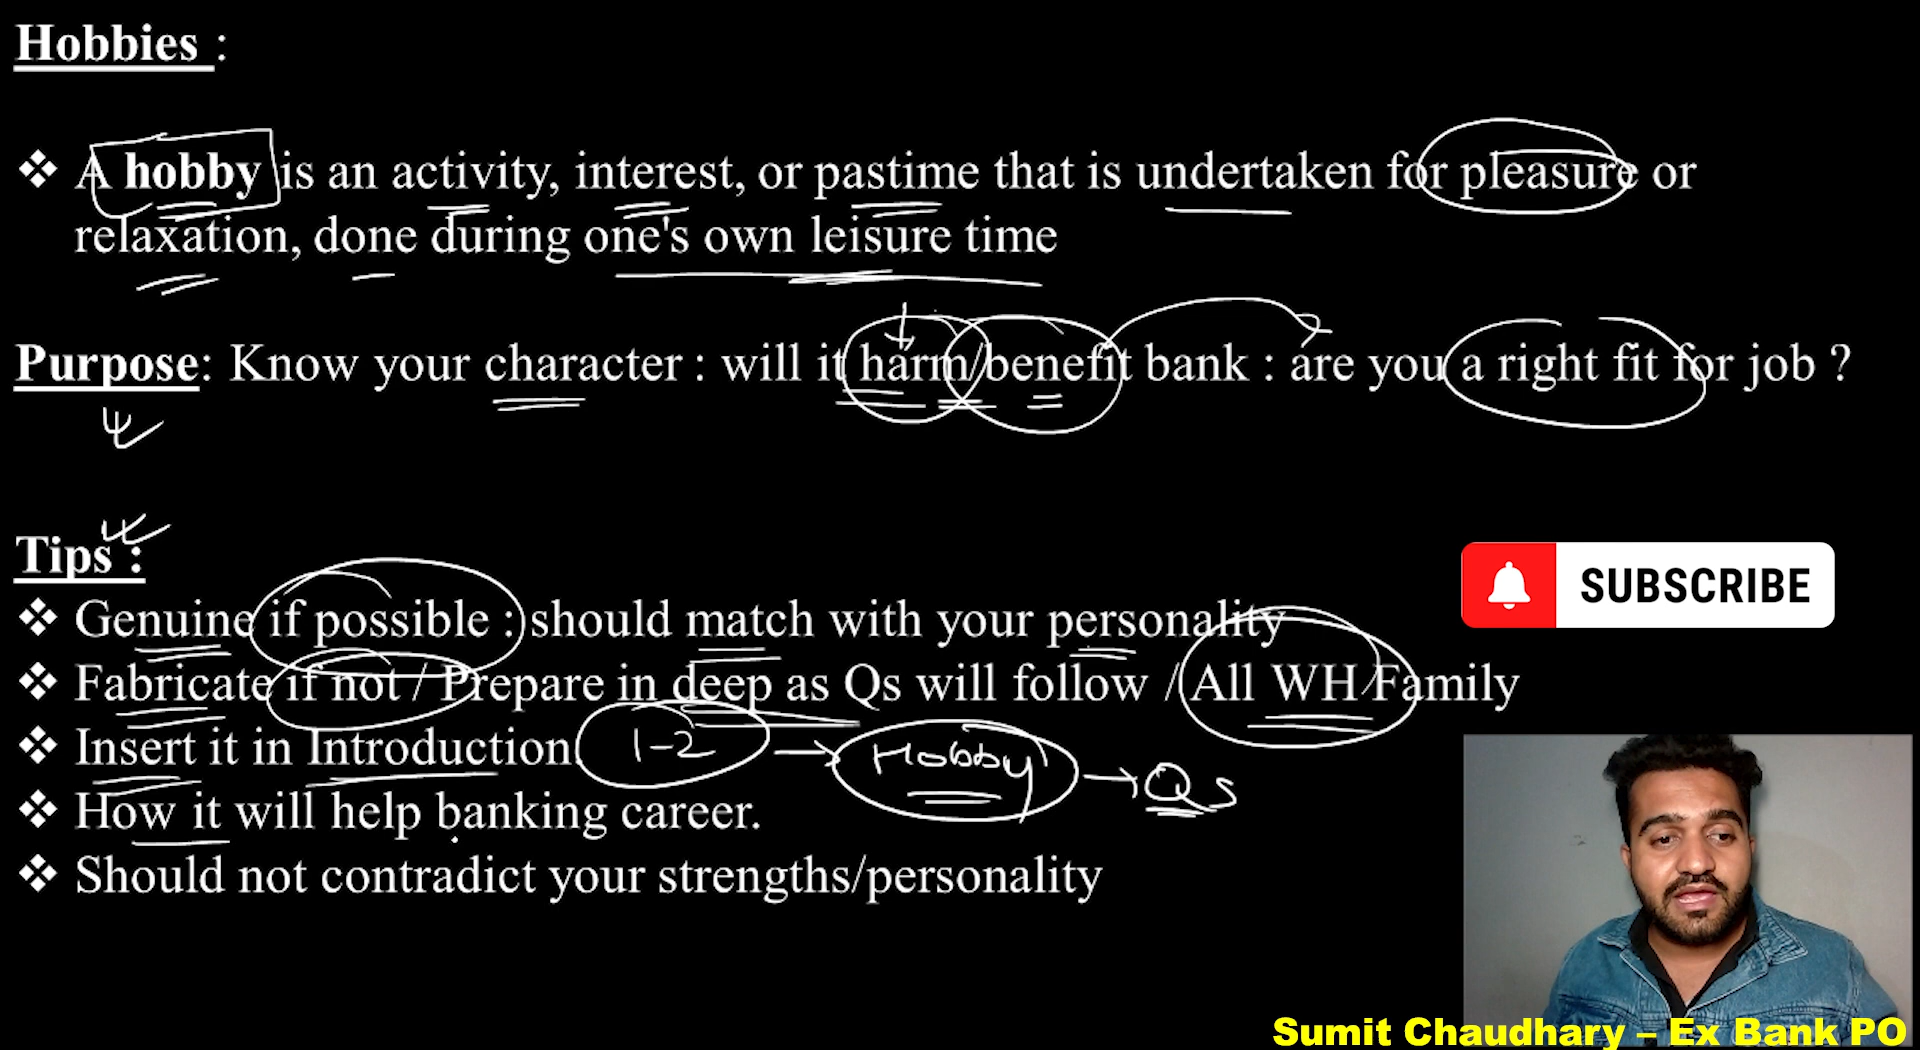 Hobbies :
❖ A hobby is an activity, interest, or pastime that is undertaken for pleasure or
relaxation, done during one's own leisure time
Purpose: Know your character : will it harm/benefit bank : are you a right fit for job ?
Tips :
❖ Genuine if possible : should match with your personality
SUBSCRIBE
❖ Fabricate if not / Prepare in deep as Qs will follow / All WH Family
❖ Insert it in Introduction. 1-2 → Hobby → Qs
❖ How it will help banking career.
❖ Should not contradict your strengths/personality
Sumit Chaudhary – Ex Bank PO